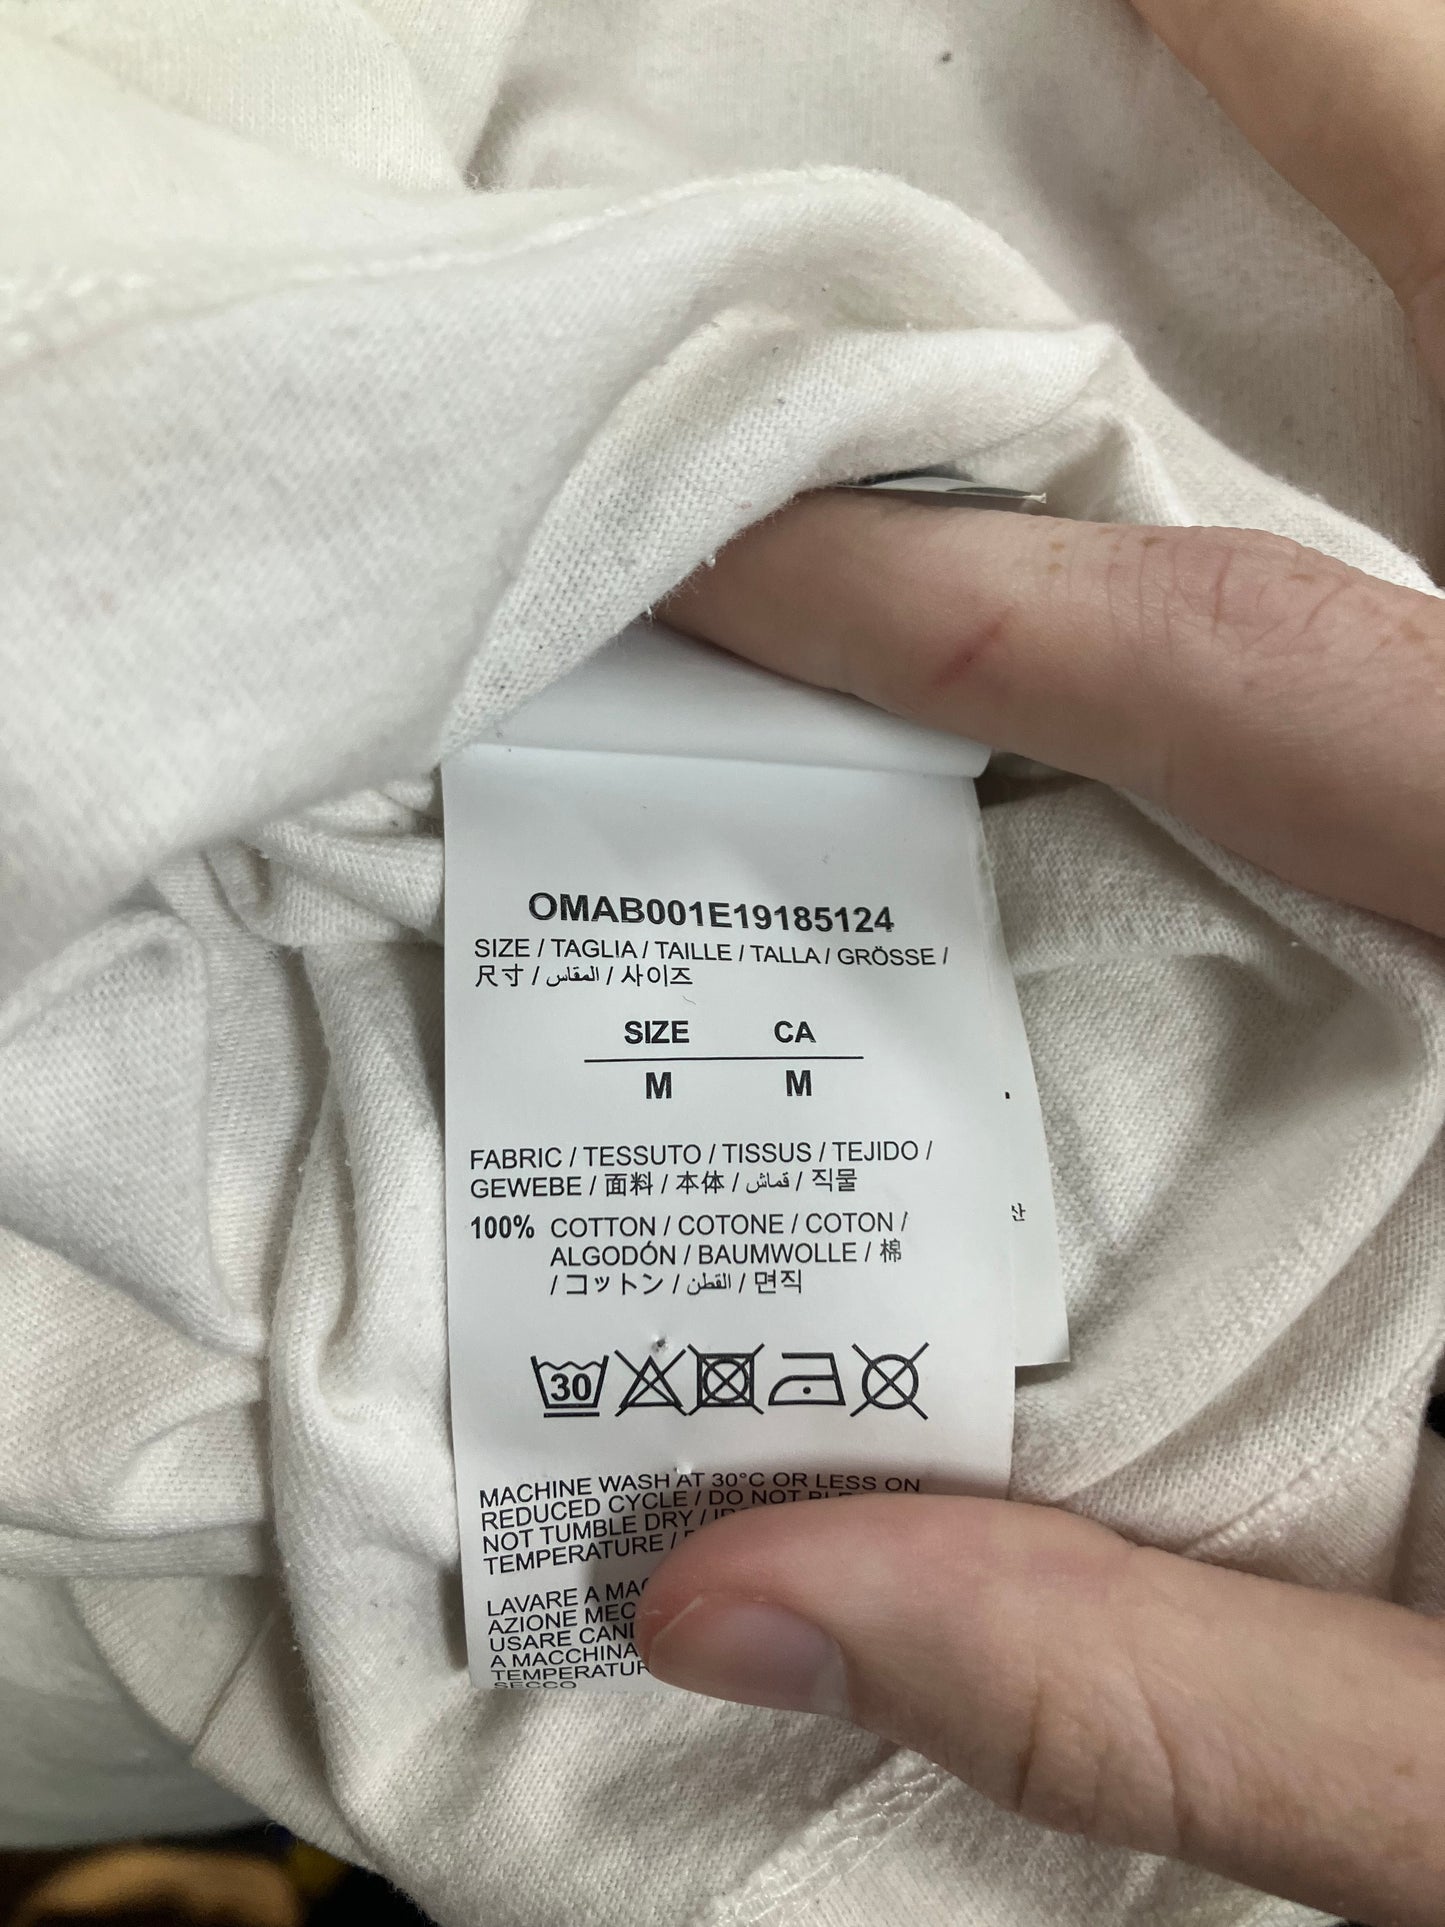 OMAB001E19185124
SIZE / TAGLIA / TAILLE / TALLA / GRÖSSE /
尺寸 / المقاس / 사이즈
SIZE CA
M M
FABRIC / TESSUTO / TISSUS / TEJIDO /
GEWEBE / 面料 / 本体 / قماش / 직물
100% COTTON / COTONE / COTON /
ALGODÓN / BAUMWOLLE / 棉
/ コットン / القطن / 면직
산
30
MACHINE WASH AT 30°C OR LESS ON
REDUCED CYCLE / DO NOT
NOT TUMBLE DRY /
TEMPERATURE /
LAVARE A
AZIONE
USARE
A MACCHINA
SECCO